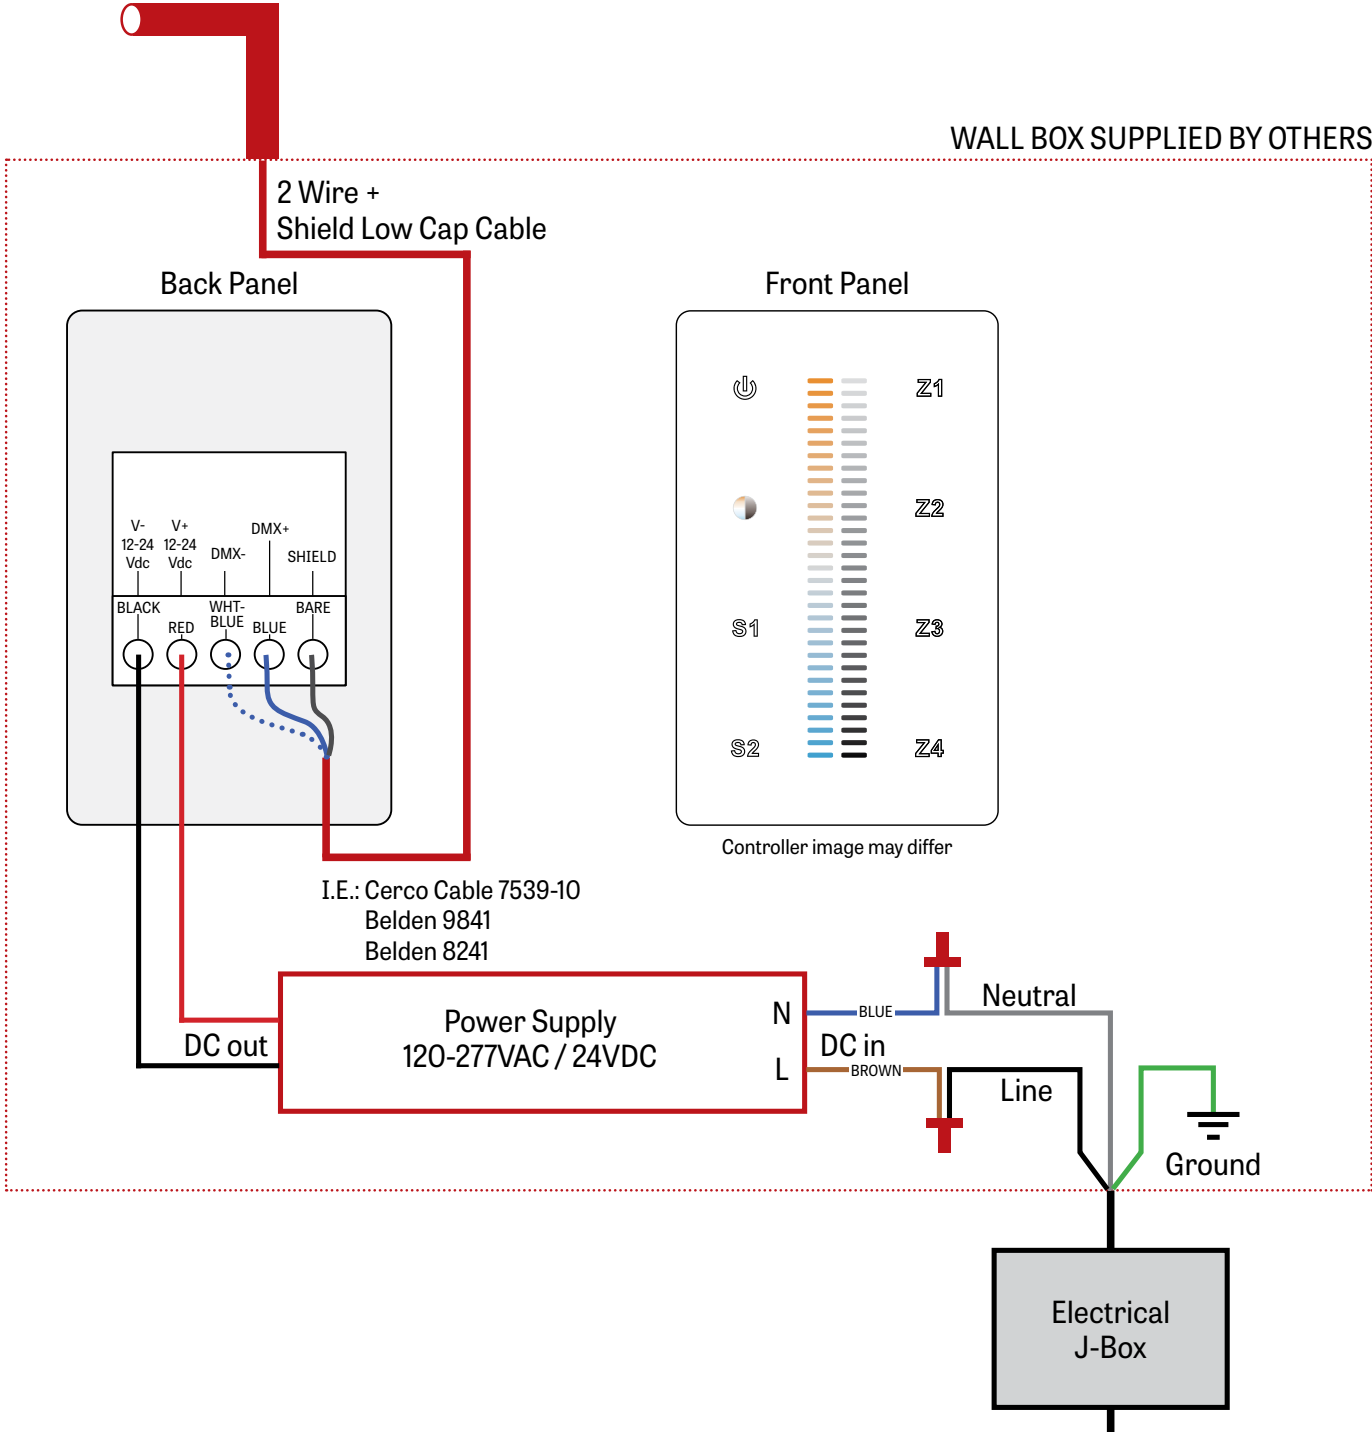 WALL BOX SUPPLIED BY OTHERS
2 Wire +
Shield Low Cap Cable
Back Panel
Front Panel
V-
12-24
Vdc
V+
12-24
Vdc
DMX-
DMX+
SHIELD
BLACK
RED
WHT-
BLUE
BLUE
BARE
Z1
Z2
S1
Z3
S2
Z4
Controller image may differ
I.E.: Cerco Cable 7539-10
Belden 9841
Belden 8241
Power Supply
120-277VAC / 24VDC
DC out
N
L
BLUE
DC in
BROWN
Neutral
Line
Ground
Electrical
J-Box